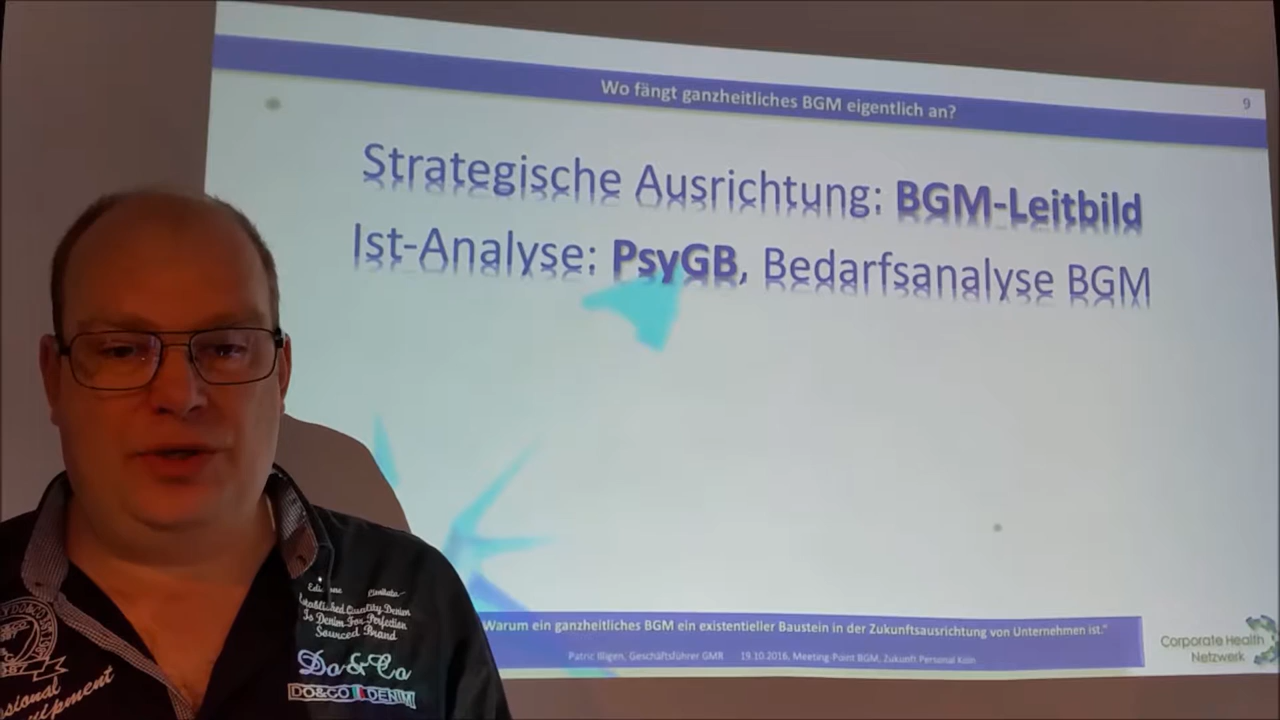 Wo fängt ganzheitliches BGM eigentlich an?
9
Strategische Ausrichtung: BGM-Leitbild
Ist-Analyse: PsyGB, Bedarfsanalyse BGM
Warum ein ganzheitliches BGM ein existentieller Baustein in der Zukunftsausrichtung von Unternehmen ist."
Patric Illigen, Geschäftsführer GMR 19.10.2016, Meeting-Point BGM, Zukunft Personal Köln
Corporate Health
Netzwerk
Established Quality Denim
Is Denim For Perfection
Sourced Brand
Do & Co
DO&CO DENIM